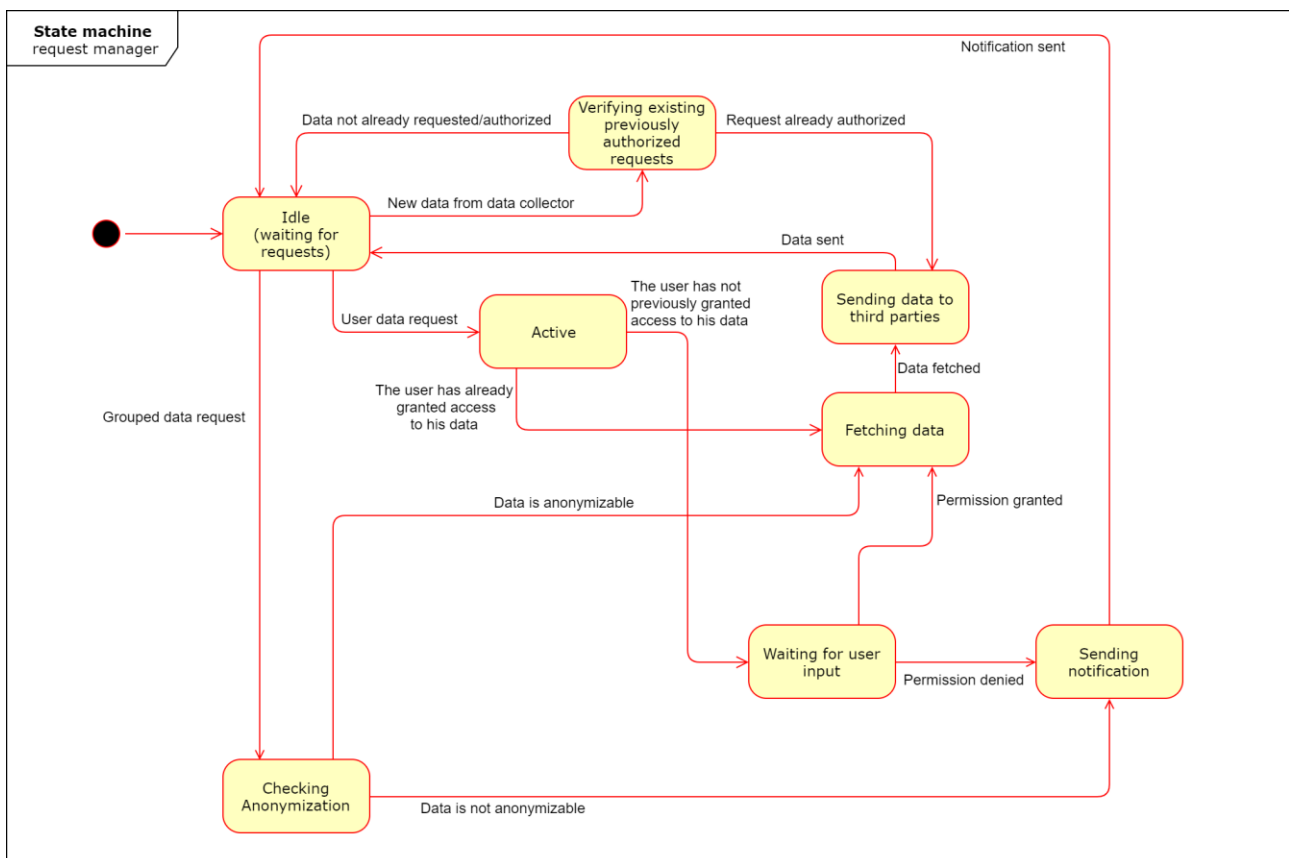 State machine
request manager
Notification sent
Verifying existing
previously
authorized
requests
Data not already requested/authorized
Request already authorized
New data from data collector
Idle
(waiting for
requests)
Data sent
The user has not
previously granted
access to his data
Sending data to
third parties
User data request
Active
Data fetched
The user has already
granted access
to his data
Grouped data request
Fetching data
Data is anonymizable
Permission granted
Waiting for user
input
Sending
notification
Permission denied
Checking
Anonymization
Data is not anonymizable